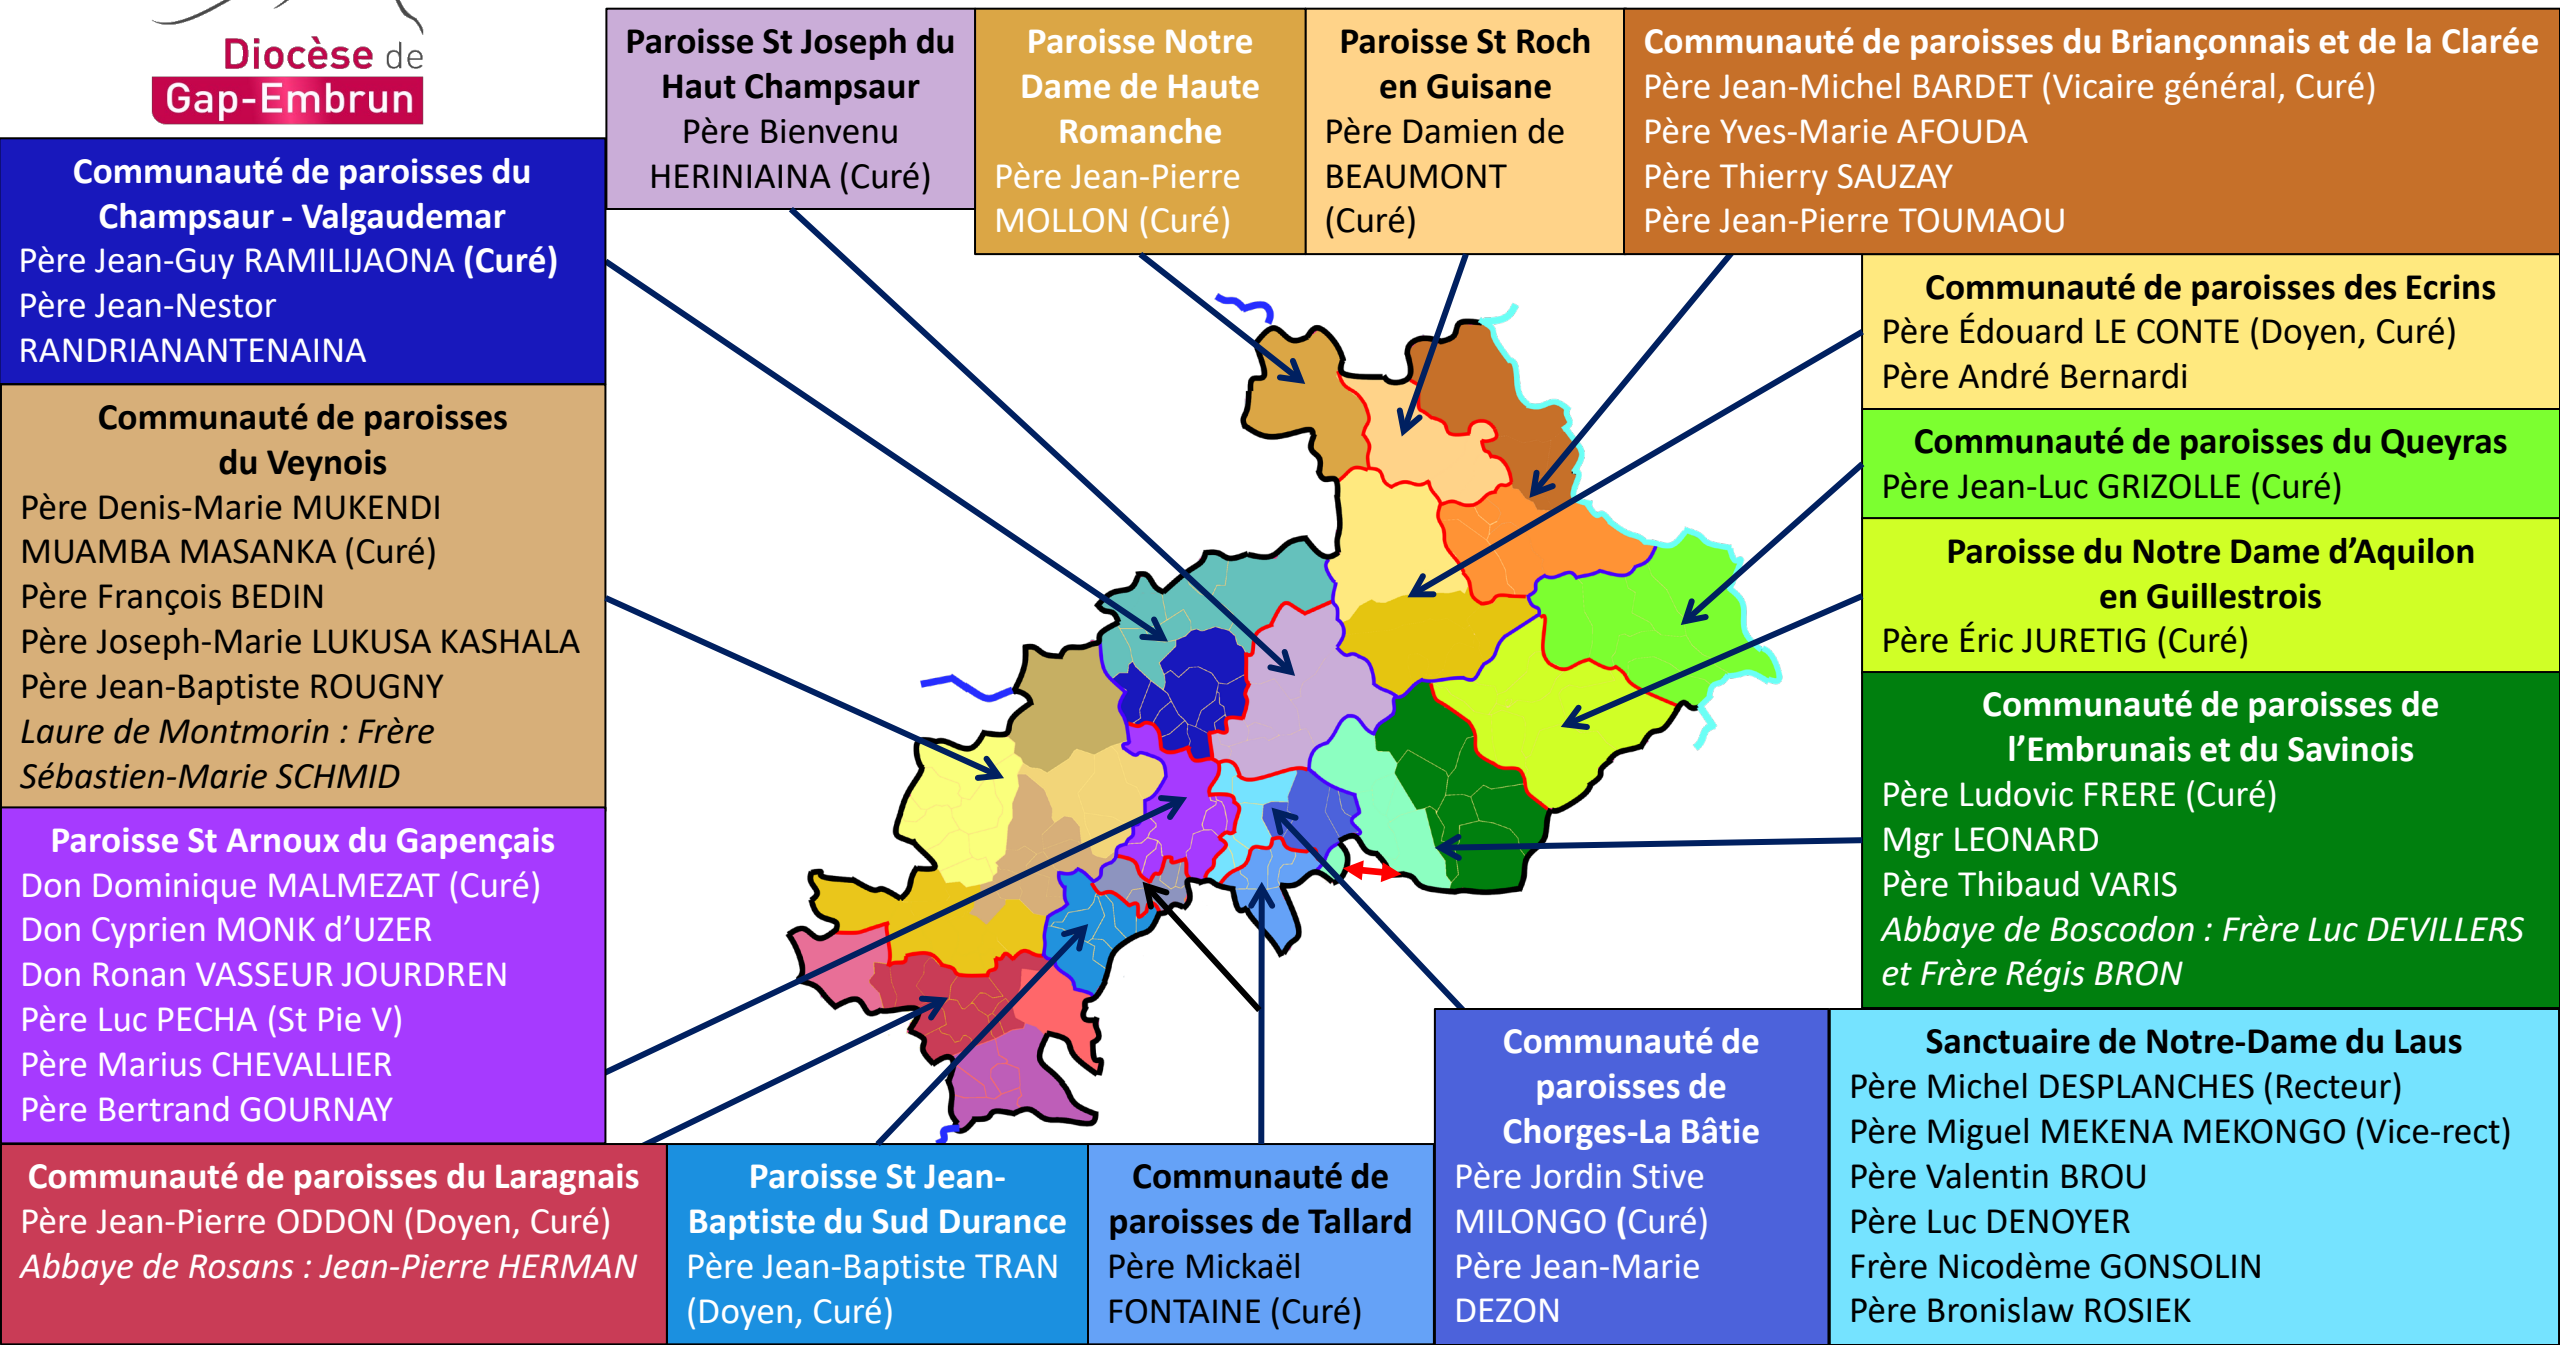 Diocèse de
Gap-Embrun
Paroisse St Joseph du
Haut Champsaur
Père Bienvenu
HERINIAINA (Curé)
Paroisse Notre
Dame de Haute
Romanche
Père Jean-Pierre
MOLLON (Curé)
Paroisse St Roch
en Guisane
Père Damien de
BEAUMONT
(Curé)
Communauté de paroisses du Briançonnais et de la Clarée
Père Jean-Michel BARDET (Vicaire général, Curé)
Père Yves-Marie AFOUDA
Père Thierry SAUZAY
Père Jean-Pierre TOUMAOU
Communauté de paroisses du
Champsaur - Valgaudemar
Père Jean-Guy RAMILIJAONA (Curé)
Père Jean-Nestor
RANDRIANANTENAINA
Communauté de paroisses
du Veynois
Père Denis-Marie MUKENDI
MUAMBA MASANKA (Curé)
Père François BEDIN
Père Joseph-Marie LUKUSA KASHALA
Père Jean-Baptiste ROUGNY
Laure de Montmorin : Frère
Sébastien-Marie SCHMID
Paroisse St Arnoux du Gapençais
Don Dominique MALMEZAT (Curé)
Don Cyprien MONK d’UZER
Don Ronan VASSEUR JOURDREN
Père Luc PECHA (St Pie V)
Père Marius CHEVALLIER
Père Bertrand GOURNAY
Communauté de paroisses des Ecrins
Père Édouard LE CONTE (Doyen, Curé)
Père André Bernardi
Communauté de paroisses du Queyras
Père Jean-Luc GRIZOLLE (Curé)
Paroisse du Notre Dame d’Aquilon
en Guillestrois
Père Éric JURETIG (Curé)
Communauté de paroisses de
l’Embrunais et du Savinois
Père Ludovic FRERE (Curé)
Mgr LEONARD
Père Thibaud VARIS
Abbaye de Boscodon : Frère Luc DEVILLERS
et Frère Régis BRON
Communauté de paroisses du Laragnais
Père Jean-Pierre ODDON (Doyen, Curé)
Abbaye de Rosans : Jean-Pierre HERMAN
Paroisse St Jean-
Baptiste du Sud Durance
Père Jean-Baptiste TRAN
(Doyen, Curé)
Communauté de
paroisses de Tallard
Père Mickaël
FONTAINE (Curé)
Communauté de
paroisses de
Chorges-La Bâtie
Père Jordin Stive
MILONGO (Curé)
Père Jean-Marie
DEZON
Sanctuaire de Notre-Dame du Laus
Père Michel DESPLANCHES (Recteur)
Père Miguel MEKENA MEKONGO (Vice-rect)
Père Valentin BROU
Père Luc DENOYER
Frère Nicodème GONSOLIN
Père Bronislaw ROSIEK